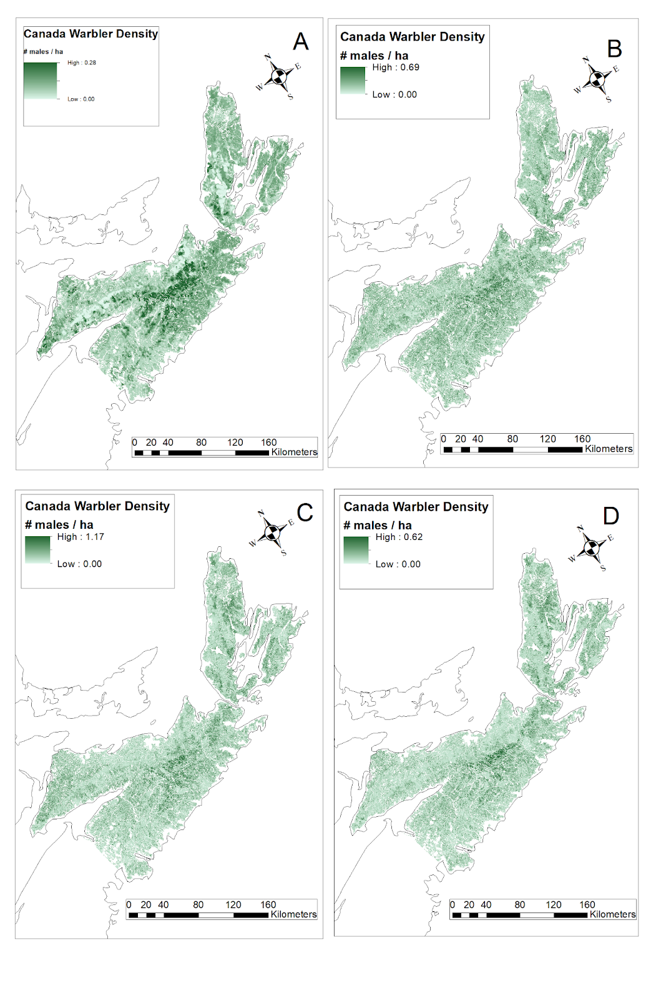 Canada Warbler Density
# males / ha
High : 0.28
Low : 0.00
A
N
E
W
S
0 20 40 80 120 160
Kilometers
Canada Warbler Density
# males / ha
High : 0.69
Low : 0.00
B
N
E
W
S
0 20 40 80 120 160
Kilometers
Canada Warbler Density
# males / ha
High : 1.17
Low : 0.00
C
N
E
W
S
0 20 40 80 120 160
Kilometers
Canada Warbler Density
# males / ha
High : 0.62
Low : 0.00
D
N
E
W
S
0 20 40 80 120 160
Kilometers